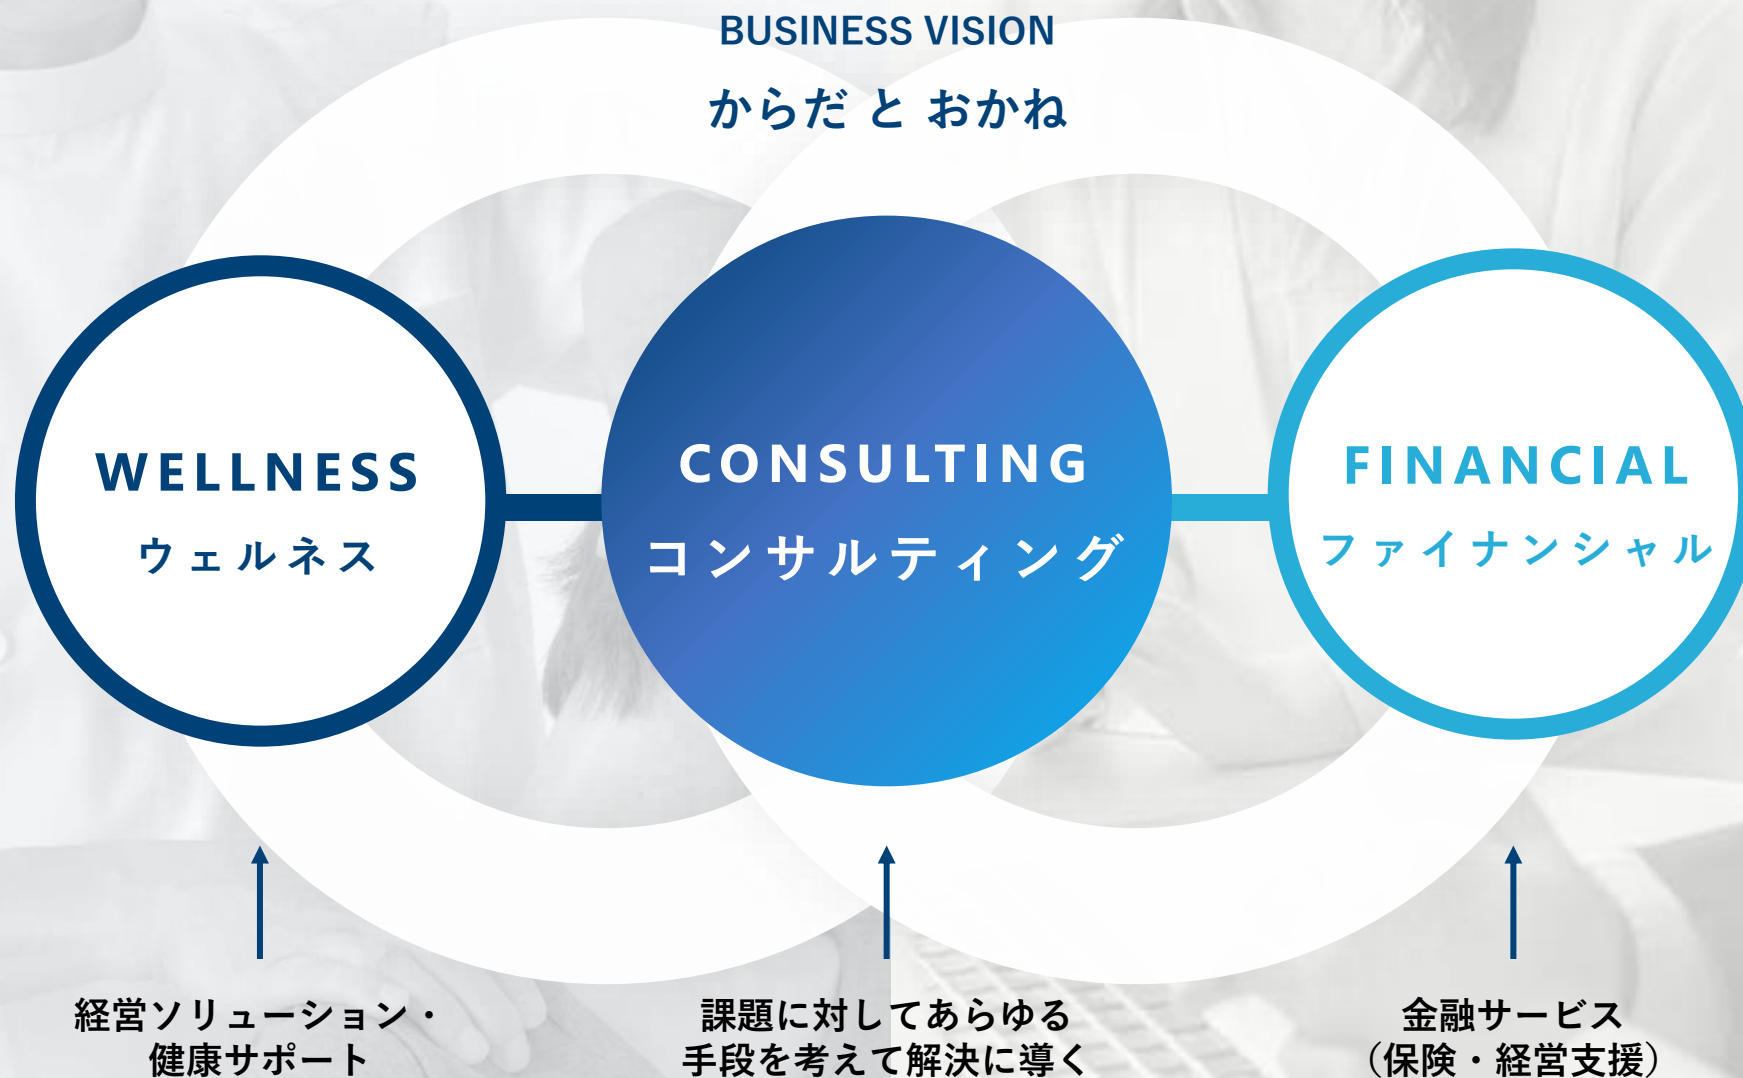 BUSINESS VISION
からだ と おかね
WELLNESS
ウェルネス
CONSULTING
コンサルティング
FINANCIAL
ファイナンシャル
経営ソリューション・
健康サポート
課題に対してあらゆる
手段を考えて解決に導く
金融サービス
（保険・経営支援）